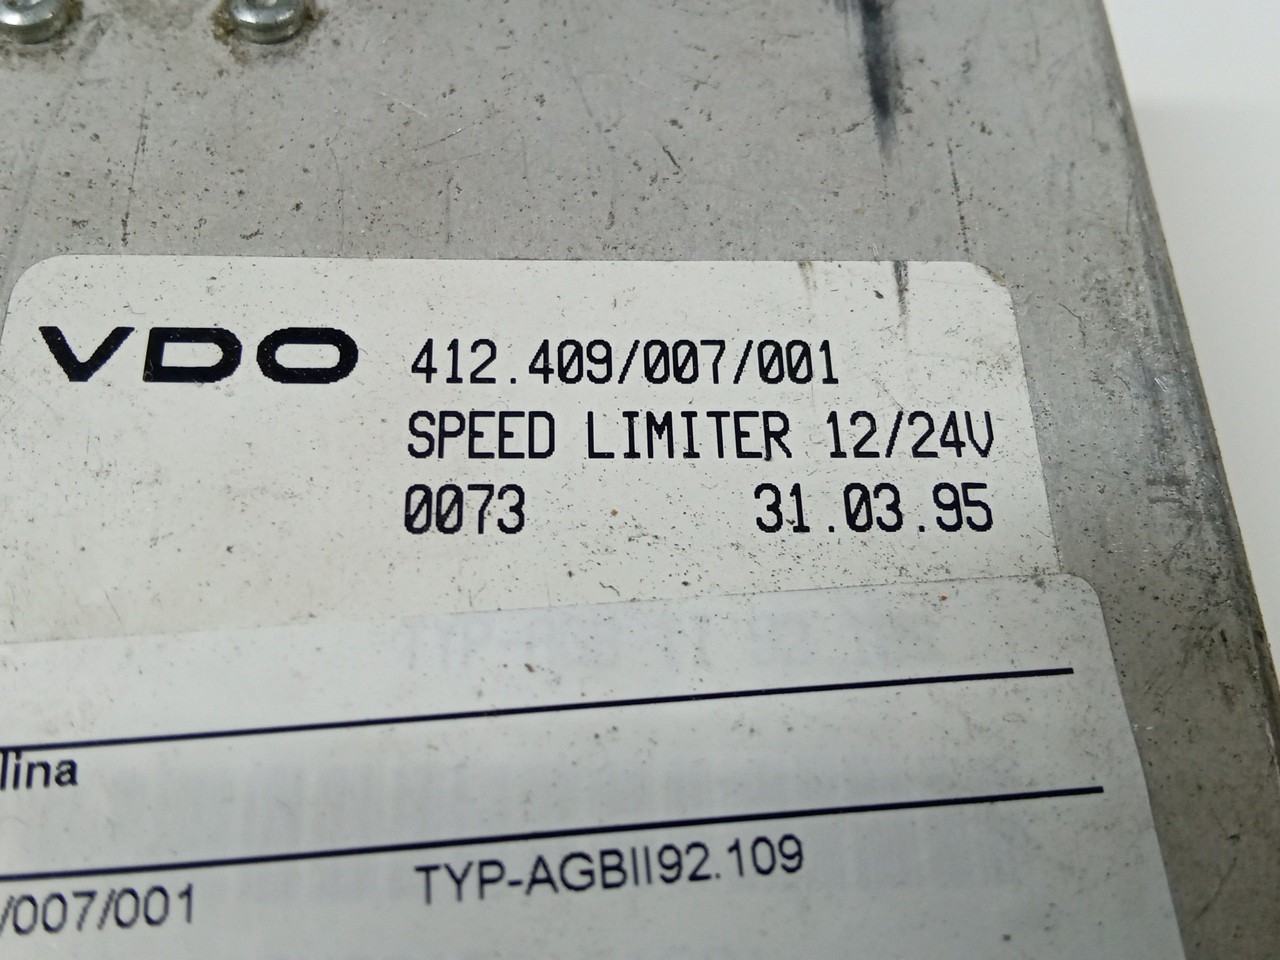 VDO 412.409/007/001
SPEED LIMITER 12/24V
0073 31.03.95
lina
/007/001 TYP-AGBII92.109